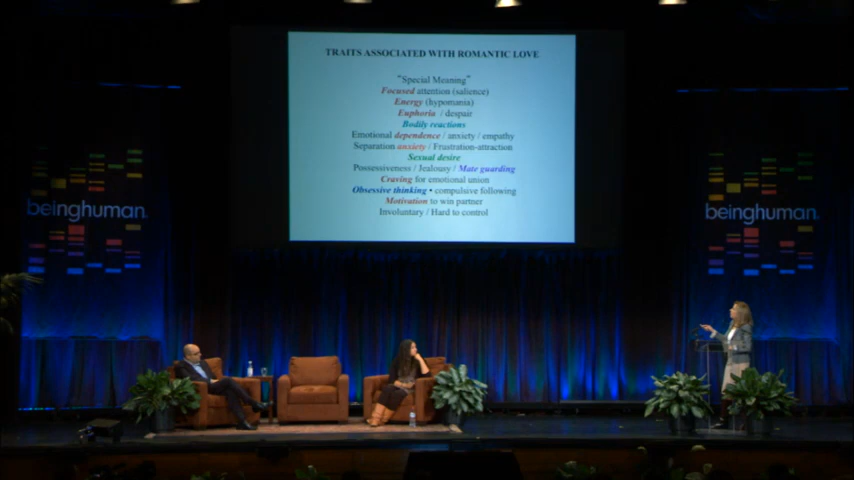 TRAITS ASSOCIATED WITH ROMANTIC LOVE
"Special Meaning"
Focused attention (salience)
Energy (hypomania)
Euphoria / despair
Bodily reactions
Emotional dependence / anxiety / empathy
Separation anxiety / Frustration-attraction
Sexual desire
Possessiveness / Jealousy / Mate guarding
Craving for emotional union
Obsessive thinking • compulsive following
Motivation to win partner
Involuntary / Hard to control
beinghuman.
beinghuman.